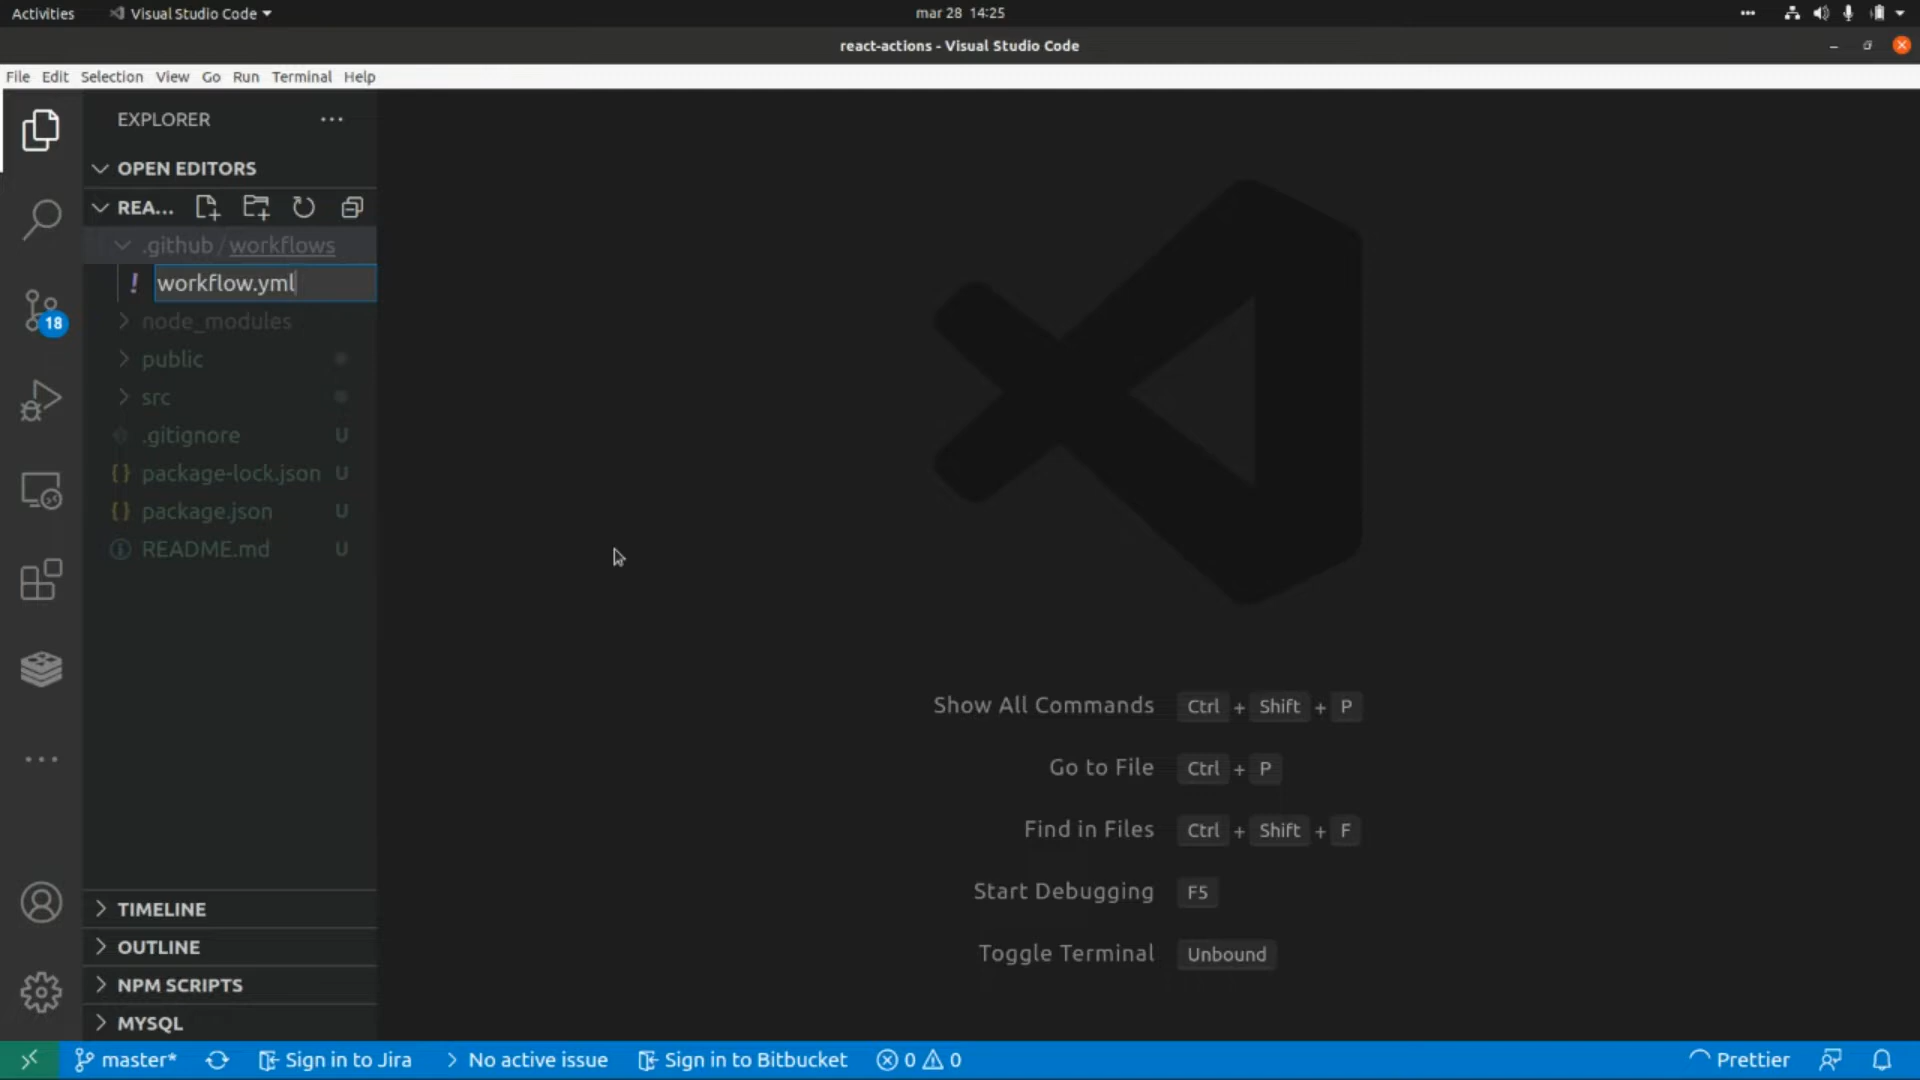 Activities Visual Studio Code mar 28 14:25
react-actions - Visual Studio Code
File Edit Selection View Go Run Terminal Help
EXPLORER
OPEN EDITORS
REA...
.github / workflows
! workflow.yml
node_modules
public
src
.gitignore U
{} package-lock.json U
{} package.json U
README.md U
18
Show All Commands Ctrl + Shift + P
Go to File Ctrl + P
Find in Files Ctrl + Shift + F
Start Debugging F5
Toggle Terminal Unbound
TIMELINE
OUTLINE
NPM SCRIPTS
MYSQL
master* Sign in to Jira No active issue Sign in to Bitbucket 0 0 Prettier